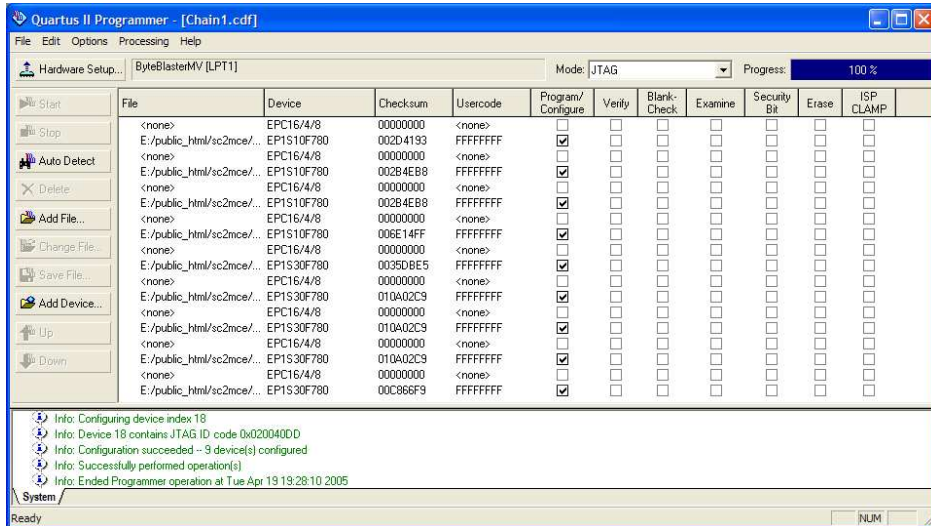 Quartus II Programmer - [Chain1.cdf]
File Edit Options Processing Help
Hardware Setup... ByteBlasterMV [LPT1] Mode: JTAG Progress: 100 %
Start
Stop
Auto Detect
Delete
Add File...
Change File...
Save File...
Add Device...
Up
Down
File Device Checksum Usercode Program/ Configure Verify Blank- Check Examine Security Bit Erase ISP CLAMP
<none> EPC16/4/8 00000000 <none>
E:/public_html/sc2mce/... EP1S10F780 002D4193 FFFFFFFF
<none> EPC16/4/8 00000000 <none>
E:/public_html/sc2mce/... EP1S10F780 002B4EB8 FFFFFFFF
<none> EPC16/4/8 00000000 <none>
E:/public_html/sc2mce/... EP1S10F780 002B4EB8 FFFFFFFF
<none> EPC16/4/8 00000000 <none>
E:/public_html/sc2mce/... EP1S10F780 006E14FF FFFFFFFF
<none> EPC16/4/8 00000000 <none>
E:/public_html/sc2mce/... EP1S30F780 0035DBE5 FFFFFFFF
<none> EPC16/4/8 00000000 <none>
E:/public_html/sc2mce/... EP1S30F780 010A02C9 FFFFFFFF
<none> EPC16/4/8 00000000 <none>
E:/public_html/sc2mce/... EP1S30F780 010A02C9 FFFFFFFF
<none> EPC16/4/8 00000000 <none>
E:/public_html/sc2mce/... EP1S30F780 010A02C9 FFFFFFFF
<none> EPC16/4/8 00000000 <none>
E:/public_html/sc2mce/... EP1S30F780 00C866F9 FFFFFFFF
Info: Configuring device index 18
Info: Device 18 contains JTAG ID code 0x020040DD
Info: Configuration succeeded -- 9 device(s) configured
Info: Successfully performed operation(s)
Info: Ended Programmer operation at Tue Apr 19 19:28:10 2005
System
Ready NUM